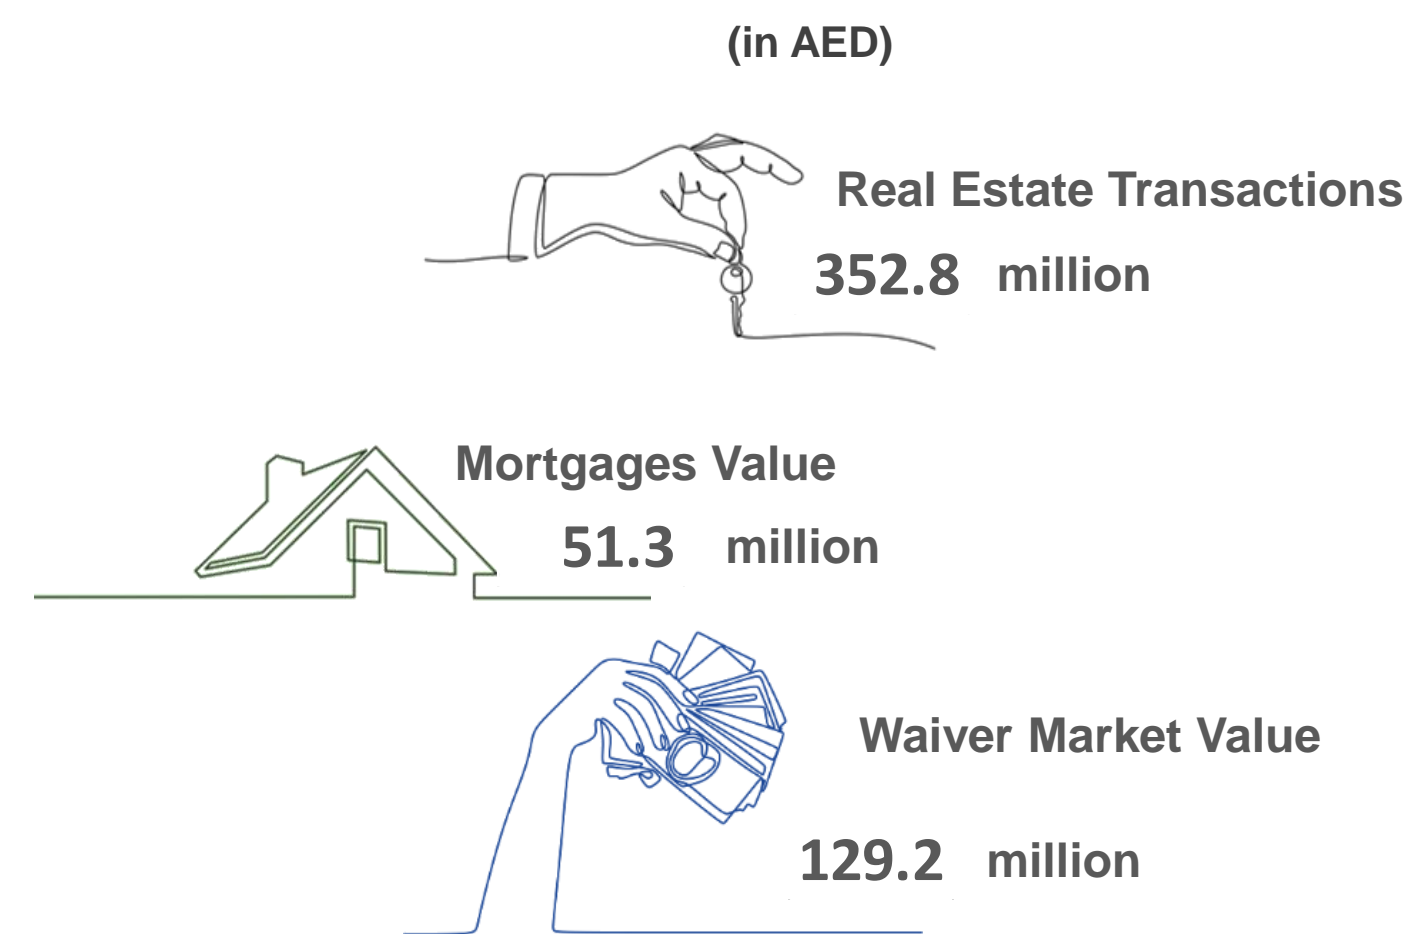 (in AED)
Real Estate Transactions
352.8 million
Mortgages Value
51.3 million
Waiver Market Value
129.2 million